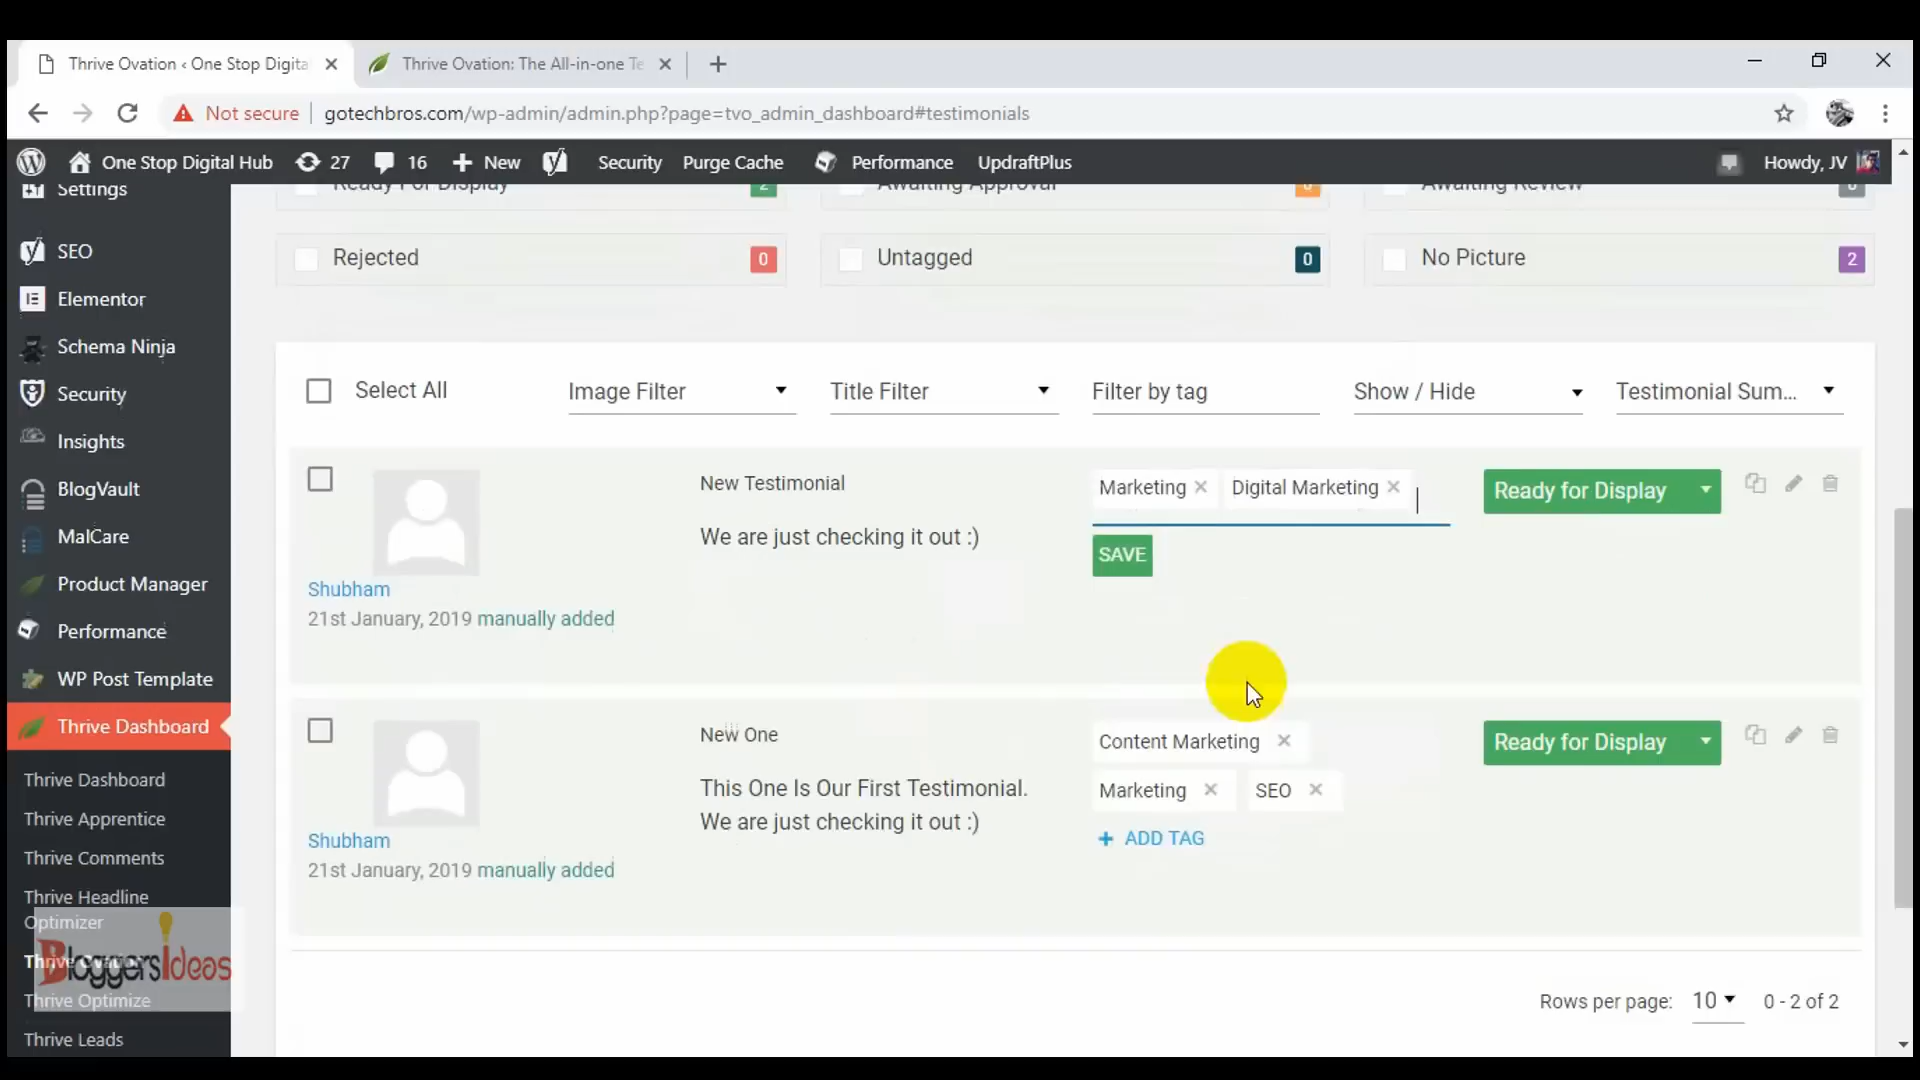 Thrive Ovation ‹ One Stop Digita
Thrive Ovation: The All-in-one Te
Not secure
gotechbros.com/wp-admin/admin.php?page=tvo_admin_dashboard#testimonials
One Stop Digital Hub
27
16
New
Security
Purge Cache
Performance
UpdraftPlus
Howdy, JV
Settings
SEO
Elementor
Schema Ninja
Security
Insights
BlogVault
MalCare
Product Manager
Performance
WP Post Template
Thrive Dashboard
Thrive Dashboard
Thrive Apprentice
Thrive Comments
Thrive Headline
Optimizer
Thrive Ovation
Thrive Optimize
Thrive Leads
BloggersIdeas
Ready For Display
2
Awaiting Approval
0
Awaiting Review
0
Rejected
0
Untagged
0
No Picture
2
Select All
Image Filter
Title Filter
Filter by tag
Show / Hide
Testimonial Sum...
New Testimonial
We are just checking it out :)
Marketing
Digital Marketing
SAVE
Ready for Display
Shubham
21st January, 2019 manually added
New One
This One Is Our First Testimonial.
We are just checking it out :)
Content Marketing
Marketing
SEO
ADD TAG
Ready for Display
Shubham
21st January, 2019 manually added
Rows per page:
10
0 - 2 of 2